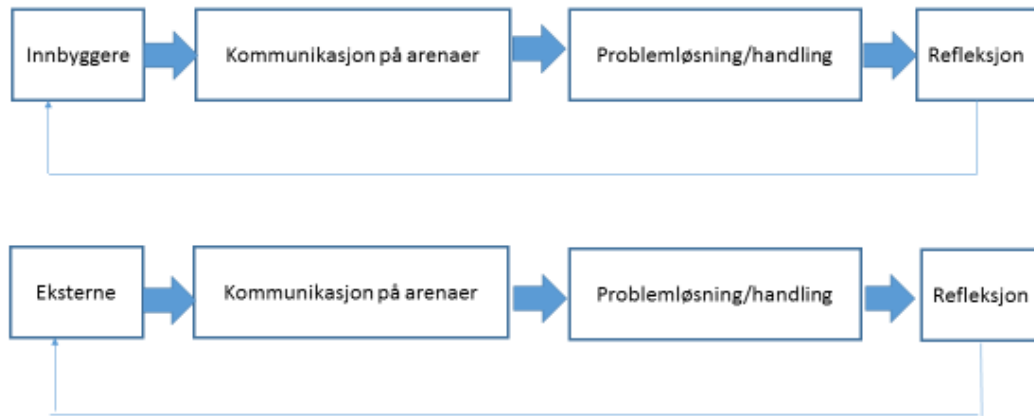 Innbyggere
Kommunikasjon på arenaer
Problemløsning/handling
Refleksjon
Eksterne
Kommunikasjon på arenaer
Problemløsning/handling
Refleksjon